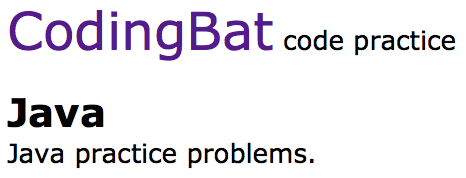 CodingBat code practice
Java
Java practice problems.